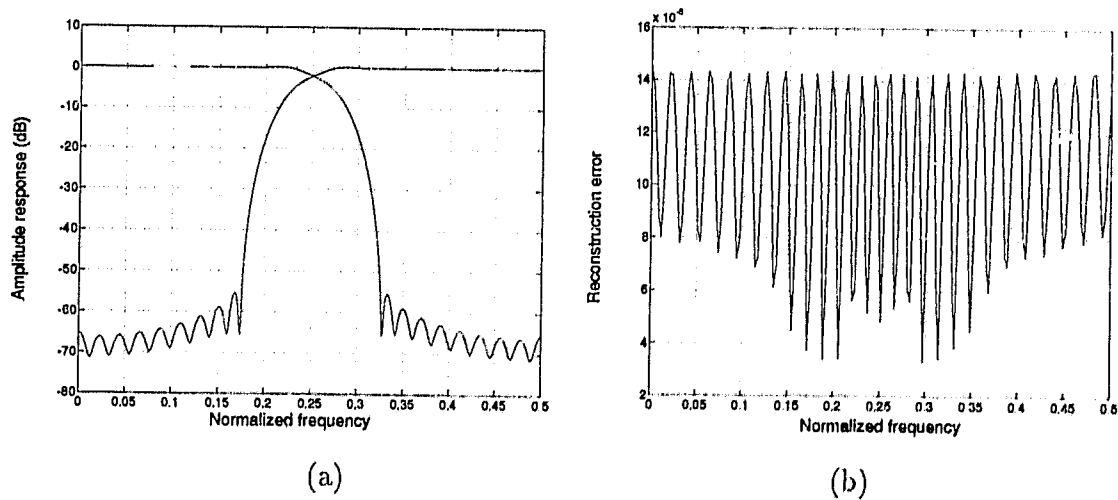 10
0
-10
-20
-30
-40
-50
-60
-70
-80
Amplitude response (dB)
0 0.05 0.1 0.15 0.2 0.25 0.3 0.35 0.4 0.45 0.5
Normalized frequency
(a)
16 x 10
14
12
10
8
6
4
2
Reconstruction error
0 0.05 0.1 0.15 0.2 0.25 0.3 0.35 0.4 0.45 0.5
Normalized frequency
(b)